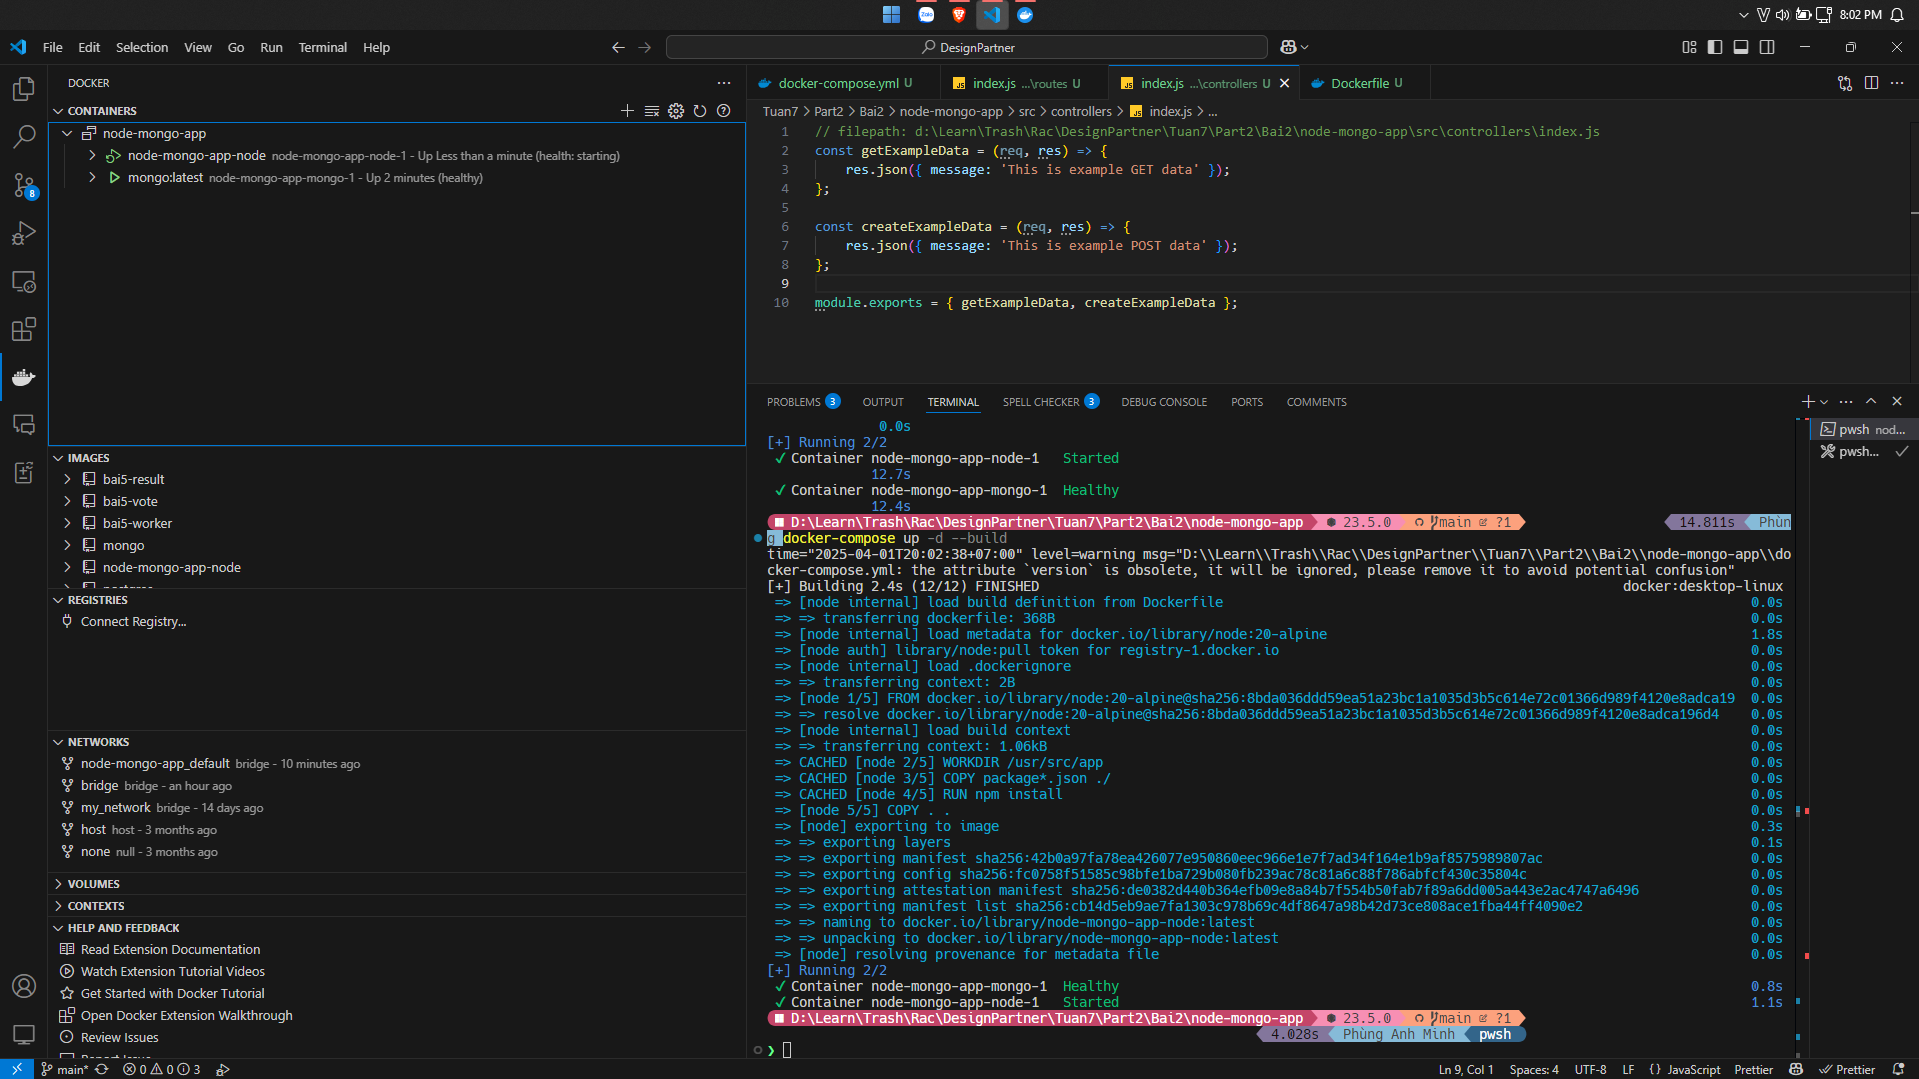 Zalo
8:02 PM
File Edit Selection View Go Run Terminal Help
DesignPartner
DOCKER
CONTAINERS
node-mongo-app
node-mongo-app-node node-mongo-app-node-1 - Up Less than a minute (health: starting)
mongo:latest node-mongo-app-mongo-1 - Up 2 minutes (healthy)
8
IMAGES
bai5-result
bai5-vote
bai5-worker
mongo
node-mongo-app-node
REGISTRIES
Connect Registry...
NETWORKS
node-mongo-app_default bridge - 10 minutes ago
bridge bridge - an hour ago
my_network bridge - 14 days ago
host host - 3 months ago
none null - 3 months ago
VOLUMES
CONTEXTS
HELP AND FEEDBACK
Read Extension Documentation
Watch Extension Tutorial Videos
Get Started with Docker Tutorial
Open Docker Extension Walkthrough
Review Issues
docker-compose.yml U
index.js ...\routes U
index.js ...\controllers U
Dockerfile U
Tuan7 > Part2 > Bai2 > node-mongo-app > src > controllers > index.js > ...
1 // filepath: d:\Learn\Trash\Rac\DesignPartner\Tuan7\Part2\Bai2\node-mongo-app\src\controllers\index.js
2 const getExampleData = (req, res) => {
3 res.json({ message: 'This is example GET data' });
4 };
5
6 const createExampleData = (req, res) => {
7 res.json({ message: 'This is example POST data' });
8 };
9
10 module.exports = { getExampleData, createExampleData };
PROBLEMS 3 OUTPUT TERMINAL SPELL CHECKER 3 DEBUG CONSOLE PORTS COMMENTS
pwsh nod...
pwsh...
0.0s
[+] Running 2/2
✓ Container node-mongo-app-node-1 Started
12.7s
✓ Container node-mongo-app-mongo-1 Healthy
12.4s
D:\Learn\Trash\Rac\DesignPartner\Tuan7\Part2\Bai2\node-mongo-app 23.5.0 main ?1 14.811s Phùn
g docker-compose up -d --build
time="2025-04-01T20:02:38+07:00" level=warning msg="D:\\Learn\\Trash\\Rac\\DesignPartner\\Tuan7\\Part2\\Bai2\\node-mongo-app\\do
cker-compose.yml: the attribute `version` is obsolete, it will be ignored, please remove it to avoid potential confusion"
[+] Building 2.4s (12/12) FINISHED docker:desktop-linux
=> [node internal] load build definition from Dockerfile 0.0s
=> => transferring dockerfile: 368B 0.0s
=> [node internal] load metadata for docker.io/library/node:20-alpine 1.8s
=> [node auth] library/node:pull token for registry-1.docker.io 0.0s
=> [node internal] load .dockerignore 0.0s
=> => transferring context: 2B 0.0s
=> [node 1/5] FROM docker.io/library/node:20-alpine@sha256:8bda036ddd59ea51a23bc1a1035d3b5c614e72c01366d989f4120e8adca19 0.0s
=> => resolve docker.io/library/node:20-alpine@sha256:8bda036ddd59ea51a23bc1a1035d3b5c614e72c01366d989f4120e8adca196d4 0.0s
=> [node internal] load build context 0.0s
=> => transferring context: 1.06kB 0.0s
=> CACHED [node 2/5] WORKDIR /usr/src/app 0.0s
=> CACHED [node 3/5] COPY package*.json ./ 0.0s
=> CACHED [node 4/5] RUN npm install 0.0s
=> [node 5/5] COPY . . 0.0s
=> [node] exporting to image 0.3s
=> => exporting layers 0.1s
=> => exporting manifest sha256:42b0a97fa78ea426077e950860eec966e1e7f7ad34f164e1b9af8575989807ac 0.0s
=> => exporting config sha256:fc0758f51585c98bfe1ba729b080fb239ac78c81a6c88f786abfcf430c35804c 0.0s
=> => exporting attestation manifest sha256:de0382d440b364efb09e8a84b7f554b50fab7f89a6dd005a443e2ac4747a6496 0.0s
=> => exporting manifest list sha256:cb14d5eb9ae7fa1303c978b69c4df8647a98b42d73ce808ace1fba44ff4090e2 0.0s
=> => naming to docker.io/library/node-mongo-app-node:latest 0.0s
=> => unpacking to docker.io/library/node-mongo-app-node:latest 0.0s
=> [node] resolving provenance for metadata file 0.0s
[+] Running 2/2
✓ Container node-mongo-app-mongo-1 Healthy 0.8s
✓ Container node-mongo-app-node-1 Started 1.1s
D:\Learn\Trash\Rac\DesignPartner\Tuan7\Part2\Bai2\node-mongo-app 23.5.0 main ?1
4.028s Phùng Anh Minh pwsh
❯
main* 0 0 3 Ln 9, Col 1 Spaces: 4 UTF-8 LF {} JavaScript Prettier Prettier